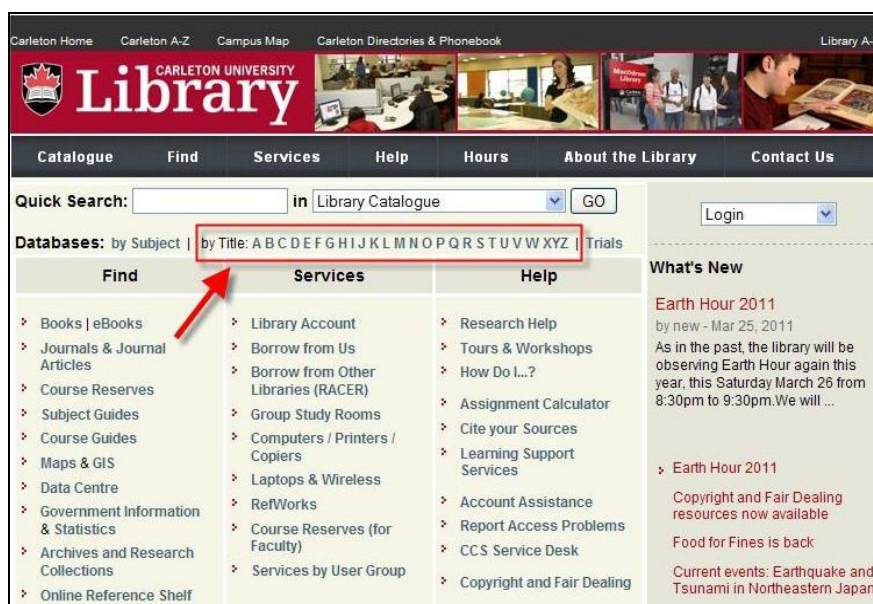 Carleton Home Carleton A-Z Campus Map Carleton Directories & Phonebook Library A-
Library CARLETON UNIVERSITY
MacOdrum Library
Catalogue Find Services Help Hours About the Library Contact Us
Quick Search: in Library Catalogue GO
Login
Databases: by Subject | by Title: A B C D E F G H I J K L M N O P Q R S T U V W XYZ | Trials
Find
Books | eBooks
Journals & Journal
Articles
Course Reserves
Subject Guides
Course Guides
Maps & GIS
Data Centre
Government Information
& Statistics
Archives and Research
Collections
Online Reference Shelf
Services
Library Account
Borrow from Us
Borrow from Other
Libraries (RACER)
Group Study Rooms
Computers / Printers /
Copiers
Laptops & Wireless
RefWorks
Course Reserves (for
Faculty)
Services by User Group
Help
Research Help
Tours & Workshops
How Do I...?
Assignment Calculator
Cite your Sources
Learning Support
Services
Account Assistance
Report Access Problems
CCS Service Desk
Copyright and Fair Dealing
What's New
Earth Hour 2011
by new - Mar 25, 2011
As in the past, the library will be
observing Earth Hour again this
year, this Saturday March 26 from
8:30pm to 9:30pm.We will ...
Earth Hour 2011
Copyright and Fair Dealing
resources now available
Food for Fines is back
Current events: Earthquake and
Tsunami in Northeastern Japan